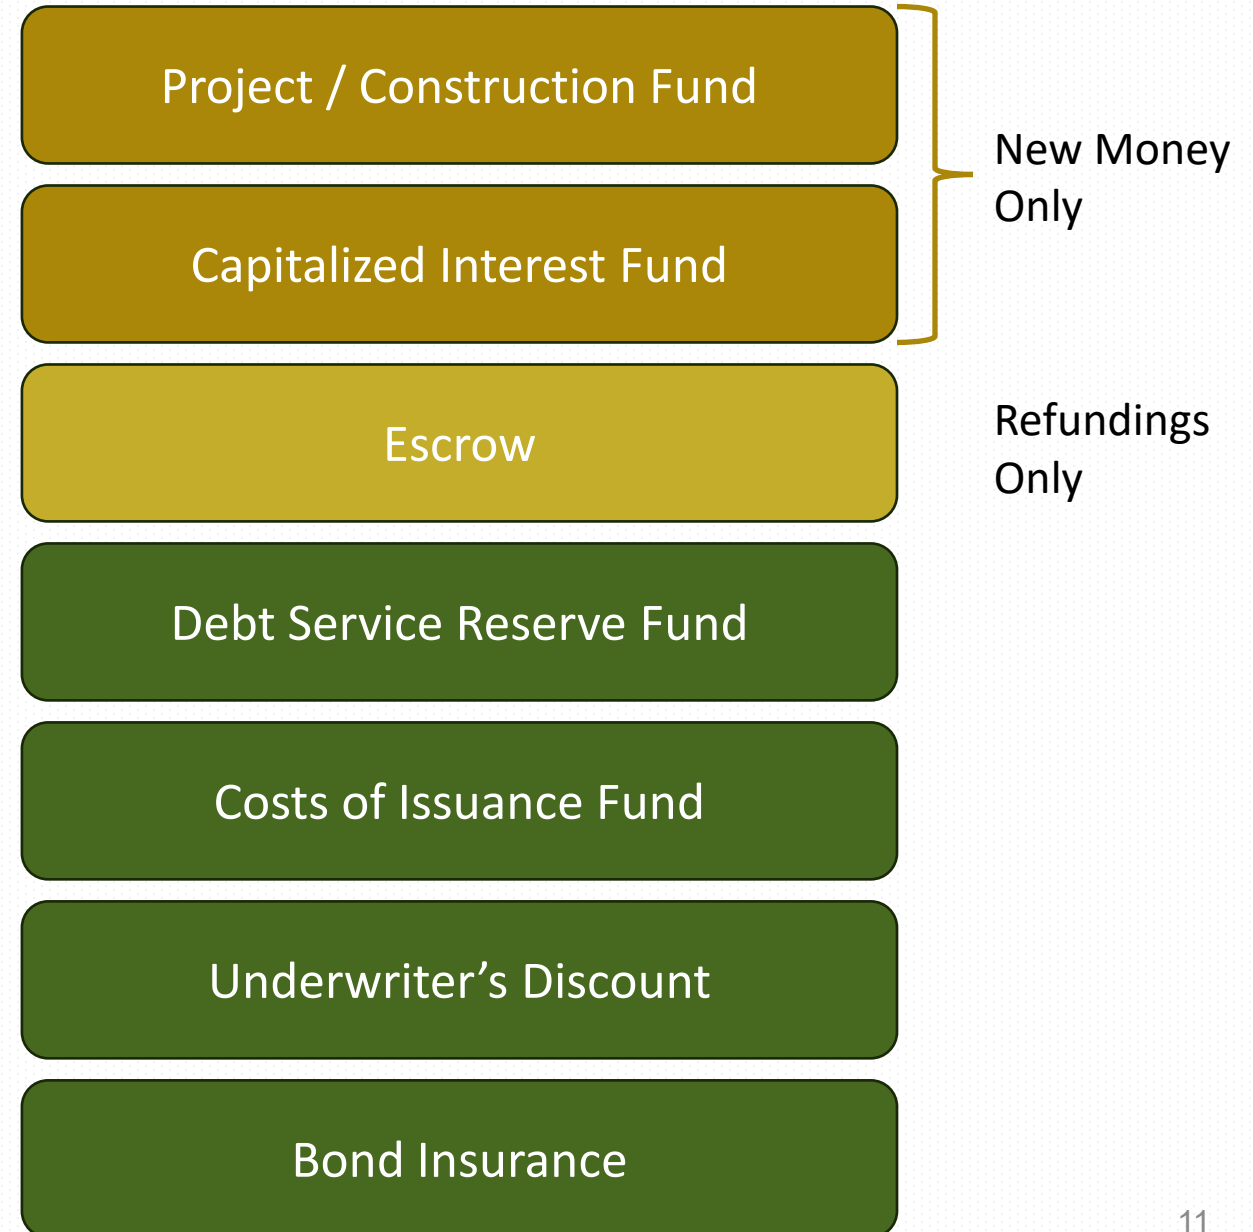 Project / Construction Fund
New Money
Only
Capitalized Interest Fund
Escrow
Refundings
Only
Debt Service Reserve Fund
Costs of Issuance Fund
Underwriter’s Discount
Bond Insurance
11